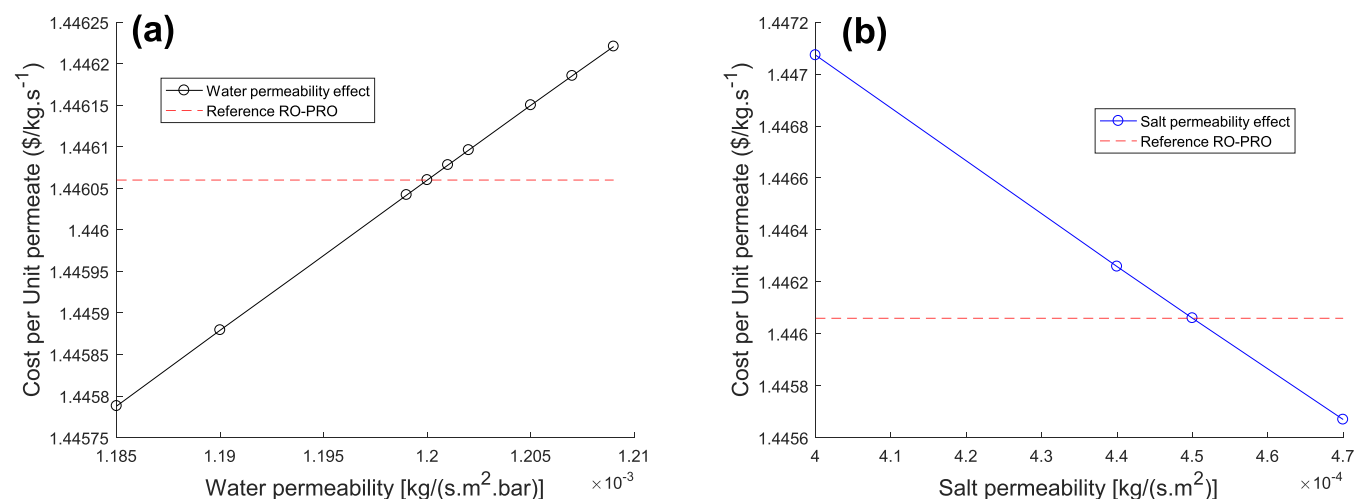 (a)
1.44625
1.4462
1.44615
1.4461
1.44605
1.446
1.44595
1.4459
1.44585
1.4458
1.44575
Cost per Unit permeate ($/kg.s⁻¹)
Water permeability effect
Reference RO-PRO
1.185 1.19 1.195 1.2 1.205 1.21
×10⁻³
Water permeability [kg/(s.m².bar)]
(b)
1.4472
1.447
1.4468
1.4466
1.4464
1.4462
1.446
1.4458
1.4456
Cost per Unit permeate ($/kg.s⁻¹)
Salt permeability effect
Reference RO-PRO
4 4.1 4.2 4.3 4.4 4.5 4.6 4.7
×10⁻⁴
Salt permeability [kg/(s.m²)]